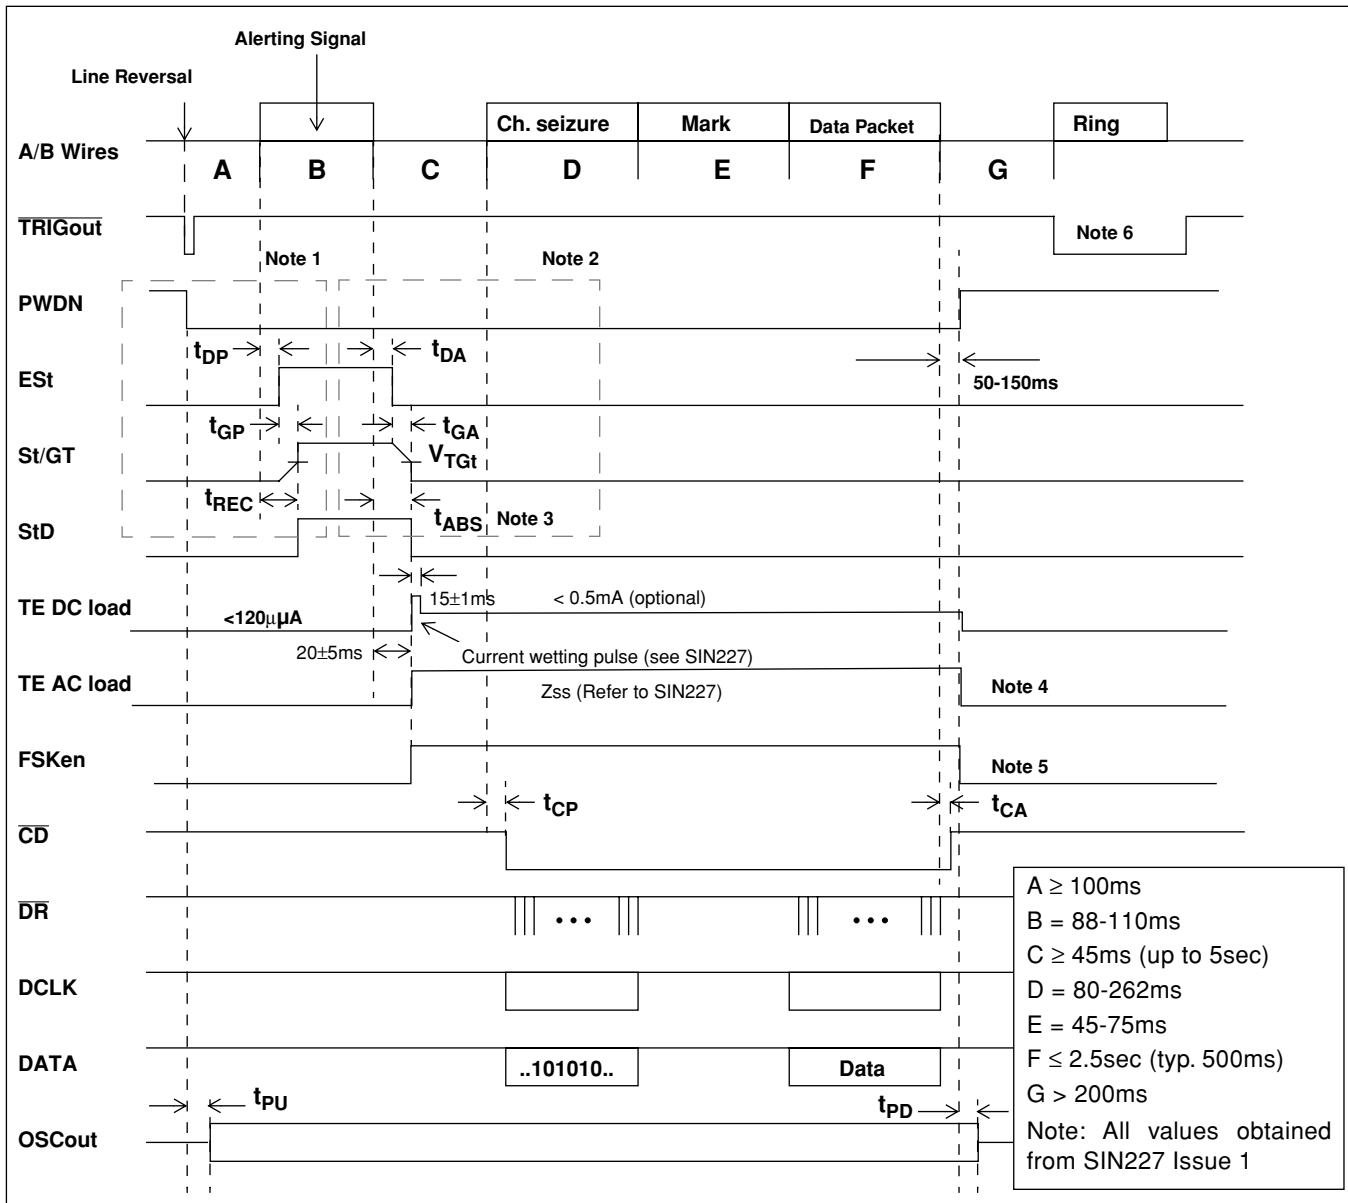 Alerting Signal
Line Reversal
Ch. seizure Mark Data Packet Ring
A/B Wires
A B C D E F G
TRIGout
Note 6
Note 1 Note 2
PWDN
tDP tDA
50-150ms
ESt
tGP tGA
St/GT
VTGt
tREC tABS Note 3
StD
15±1ms < 0.5mA (optional)
TE DC load
<120µµA
20±5ms Current wetting pulse (see SIN227)
TE AC load
Zss (Refer to SIN227) Note 4
FSKen
Note 5
tCP tCA
CD
DR
• • • • • •
DCLK
DATA
..101010.. Data
tPU tPD
OSCout
A ≥ 100ms
B = 88-110ms
C ≥ 45ms (up to 5sec)
D = 80-262ms
E = 45-75ms
F ≤ 2.5sec (typ. 500ms)
G > 200ms
Note: All values obtained
from SIN227 Issue 1